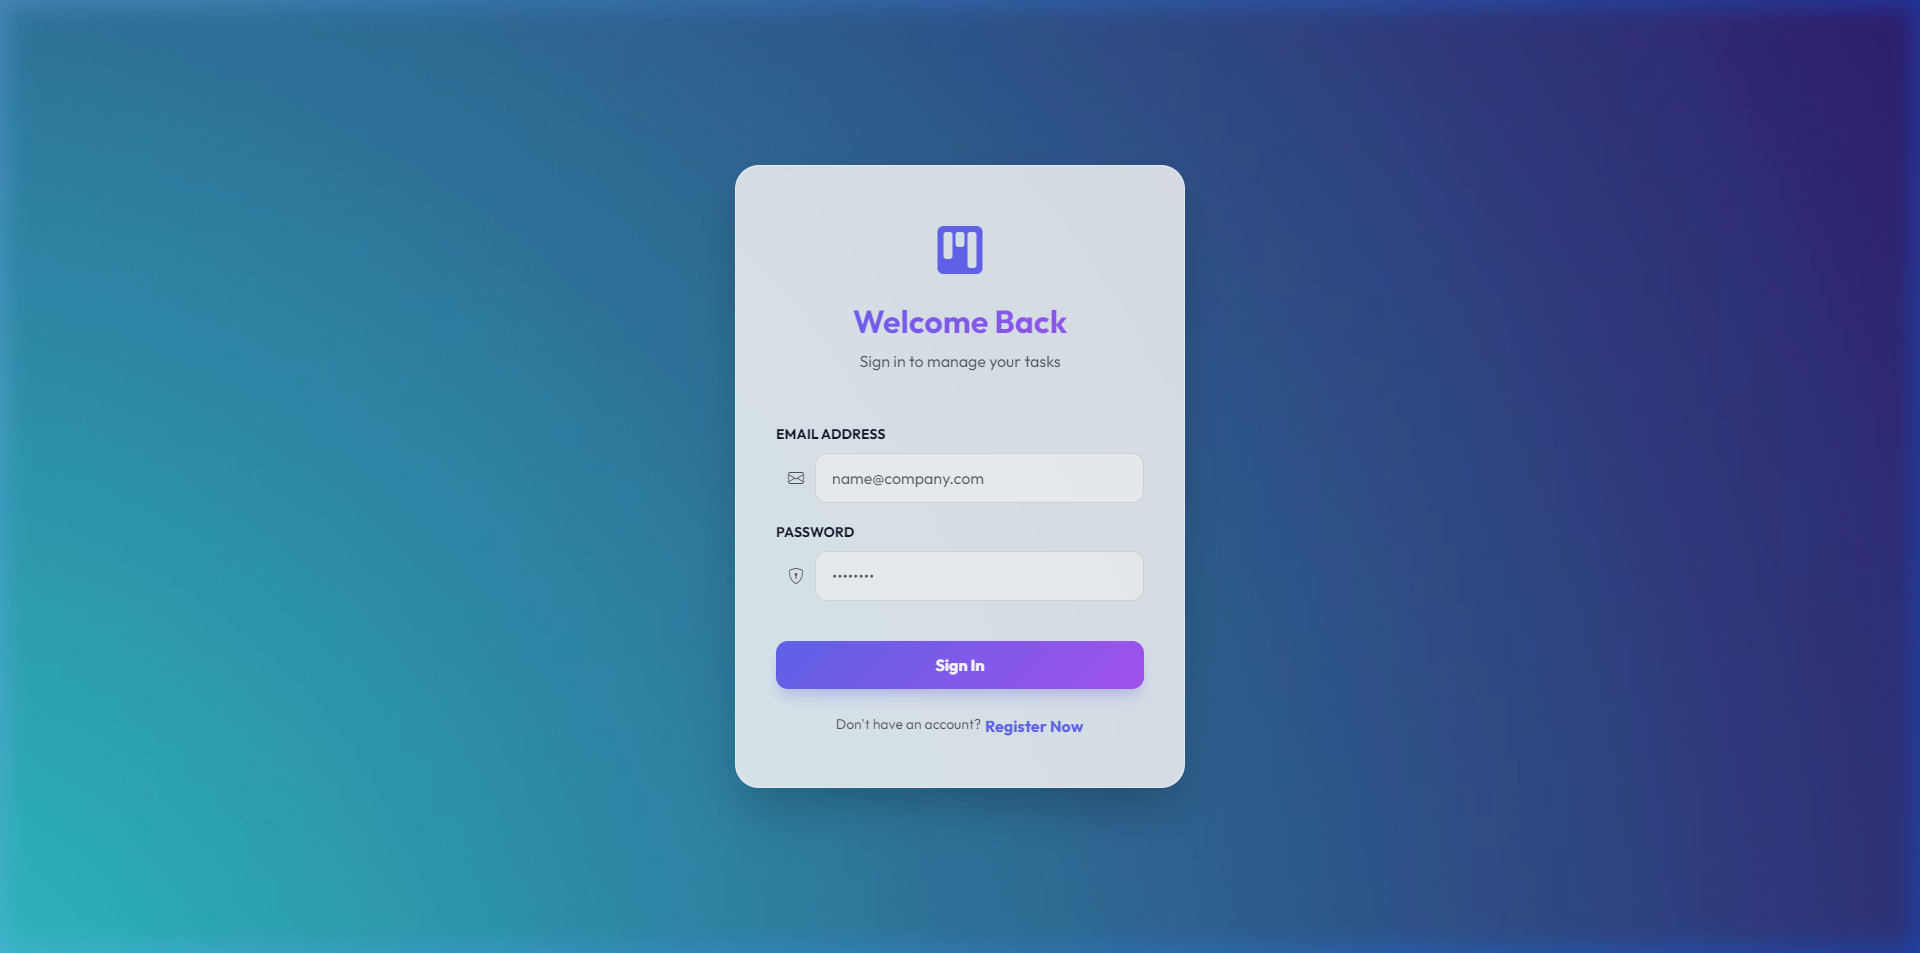 Welcome Back
Sign in to manage your tasks
EMAIL ADDRESS
name@company.com
PASSWORD
••••••••
Sign In
Don't have an account? Register Now